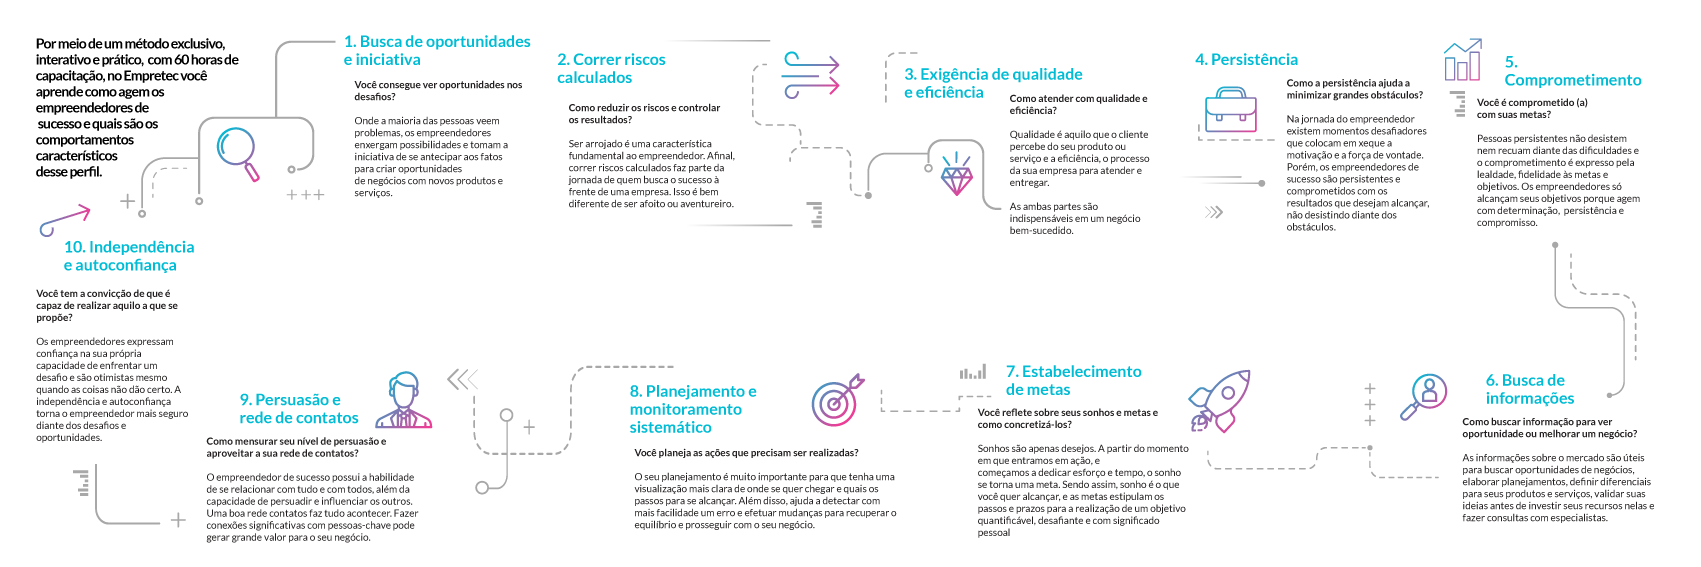 Por meio de um método exclusivo,
interativo e prático,  com 60 horas de
capacitação, no Empretec você
aprende como agem os
empreendedores de
sucesso e quais são os
comportamentos
característicos
desse perfil.
1. Busca de oportunidades
e iniciativa
Você consegue ver oportunidades nos
desafios?
Onde a maioria das pessoas veem
problemas, os empreendedores
enxergam possibilidades e tomam a
iniciativa de se antecipar aos fatos
para criar oportunidades
de negócios com novos produtos e
serviços.
2. Correr riscos
calculados
Como reduzir os riscos e controlar
os resultados?
Ser arrojado é uma característica
fundamental ao empreendedor. Afinal,
correr riscos calculados faz parte da
jornada de quem busca o sucesso à
frente de uma empresa. Isso é bem
diferente de ser afoito ou aventureiro.
3. Exigência de qualidade
e eficiência
Como atender com qualidade e
eficiência?
Qualidade é aquilo que o cliente
percebe do seu produto ou
serviço e a eficiência, o processo
da sua empresa para atender e
entregar.
As ambas partes são
indispensáveis em um negócio
bem-sucedido.
4. Persistência
Como a persistência ajuda a
minimizar grandes obstáculos?
Na jornada do empreendedor
existem momentos desafiadores
que colocam em xeque a
motivação e a força de vontade.
Porém, os empreendedores de
sucesso são persistentes e
comprometidos com os
resultados que desejam alcançar,
não desistindo diante dos
obstáculos.
5.
Comprometimento
Você é comprometido (a)
com suas metas?
Pessoas persistentes não desistem
nem recuam diante das dificuldades e
o comprometimento é expresso pela
lealdade, fidelidade às metas e
objetivos. Os empreendedores só
alcançam seus objetivos porque agem
com determinação,  persistência e
compromisso.
6. Busca de
informações
Como buscar informação para ver
oportunidade ou melhorar um negócio?
As informações sobre o mercado são úteis
para buscar oportunidades de negócios,
elaborar planejamentos, definir diferenciais
para seus produtos e serviços, validar suas
ideias antes de investir seus recursos nelas e
fazer consultas com especialistas.
7. Estabelecimento
de metas
Você reflete sobre seus sonhos e metas e
como concretizá-los?
Sonhos são apenas desejos. A partir do momento
em que entramos em ação, e
começamos a dedicar esforço e tempo, o sonho
se torna uma meta. Sendo assim, sonho é o que
você quer alcançar, e as metas estipulam os
passos e prazos para a realização de um objetivo
quantificável, desafiante e com significado
pessoal
8. Planejamento e
monitoramento
sistemático
Você planeja as ações que precisam ser realizadas?
O seu planejamento é muito importante para que tenha uma
visualização mais clara de onde se quer chegar e quais os
passos para se alcançar. Além disso, ajuda a detectar com
mais facilidade um erro e efetuar mudanças para recuperar o
equilíbrio e prosseguir com o seu negócio.
9. Persuasão e
rede de contatos
Como mensurar seu nível de persuasão e
aproveitar a sua rede de contatos?
O empreendedor de sucesso possui a habilidade
de se relacionar com tudo e com todos, além da
capacidade de persuadir e influenciar os outros.
Uma boa rede contatos faz tudo acontecer. Fazer
conexões significativas com pessoas-chave pode
gerar grande valor para o seu negócio.
10. Independência
e autoconfiança
Você tem a convicção de que é
capaz de realizar aquilo a que se
propõe?
Os empreendedores expressam
confiança na sua própria
capacidade de enfrentar um
desafio e são otimistas mesmo
quando as coisas não dão certo. A
independência e autoconfiança
torna o empreendedor mais seguro
diante dos desafios e
oportunidades.